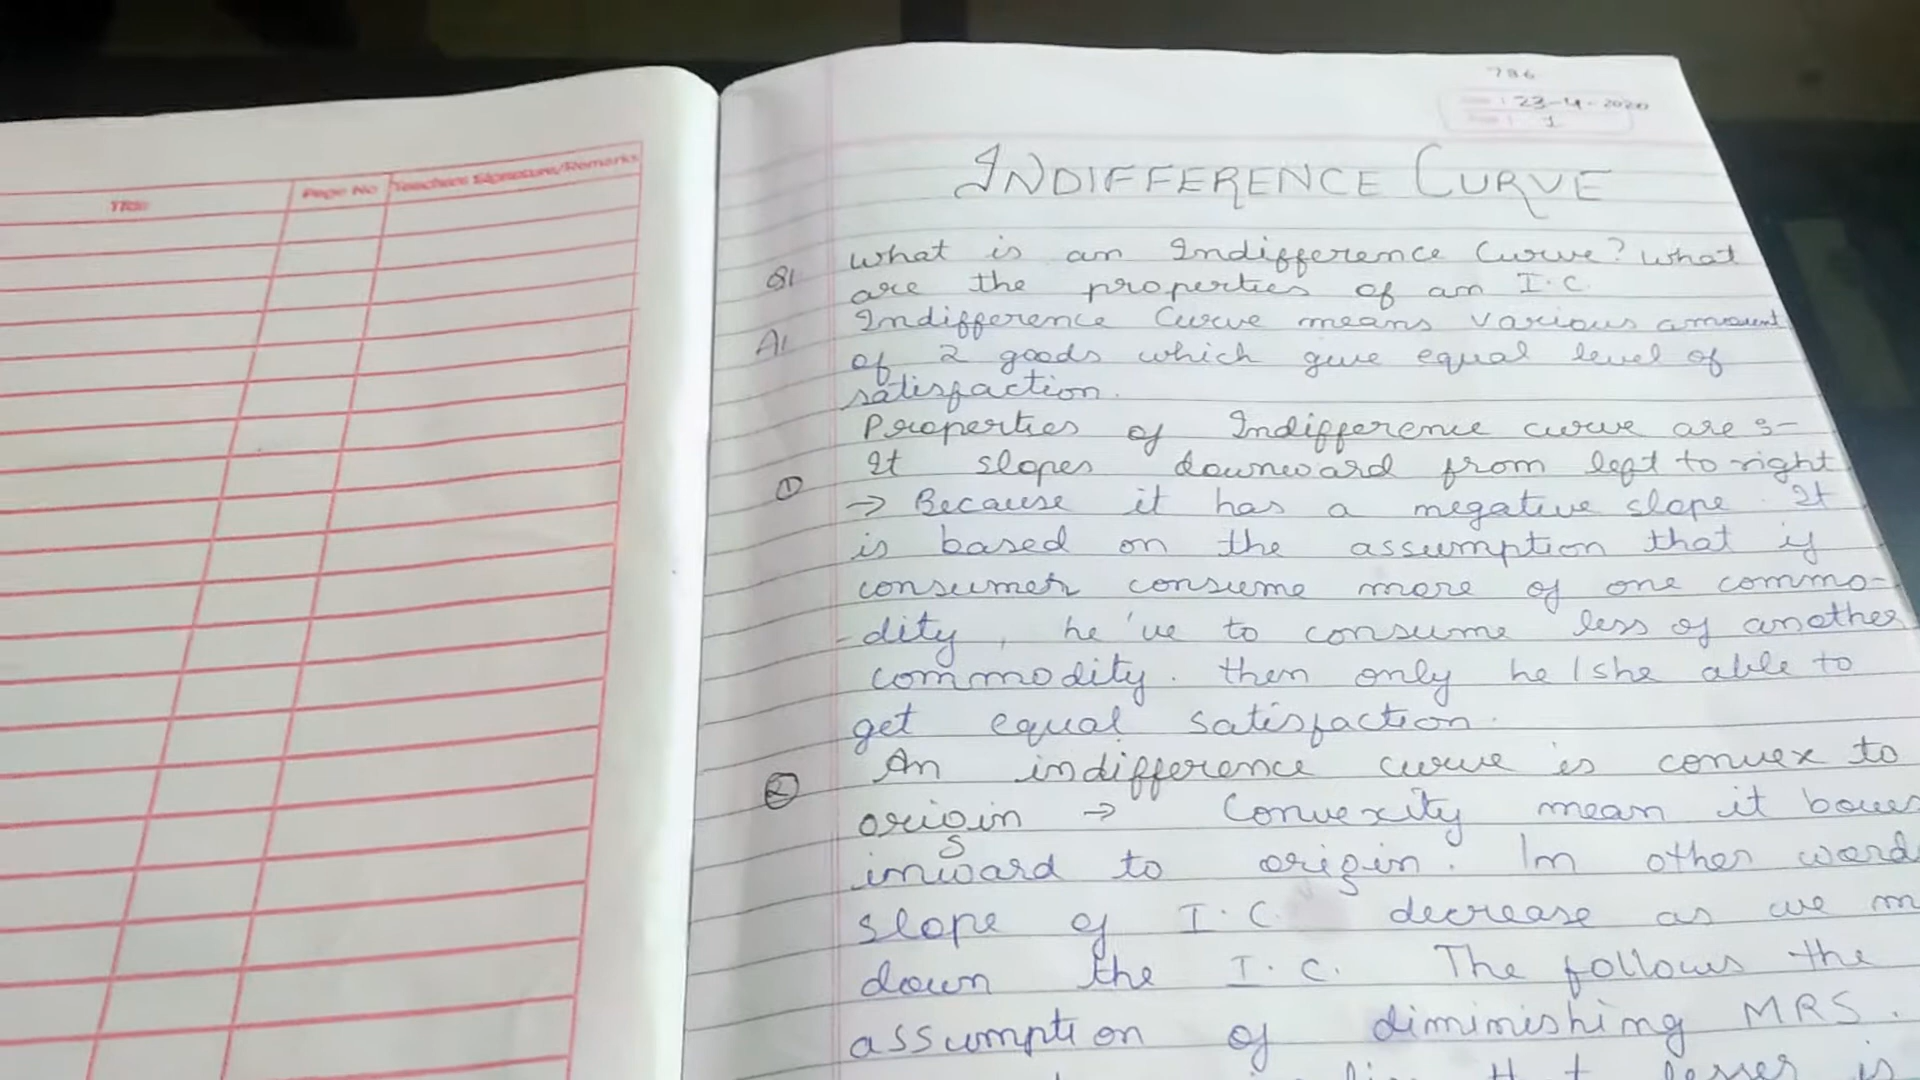 Title Page No Teachers Signature/Remarks
786
23-4-2020
1
INDIFFERENCE CURVE
Q1 What is an Indifference Curve? What
are the properties of an I.C.
A1 Indifference Curve means various amount
of 2 goods which give equal level of
satisfaction.
Properties of Indifference curve are :-
① It slopes downward from left to right
→ Because it has a negative slope. It
is based on the assumption that if
consumer consume more of one commo-
-dity, he 've to consume less of another
commodity. then only he/she able to
get equal satisfaction.
② An indifference curve is convex to
origin → Convexity mean it bows
inward to origin. In other word
slope of I.C. decrease as we m
down the I.C. The follows the
assumption of diminishing MRS.